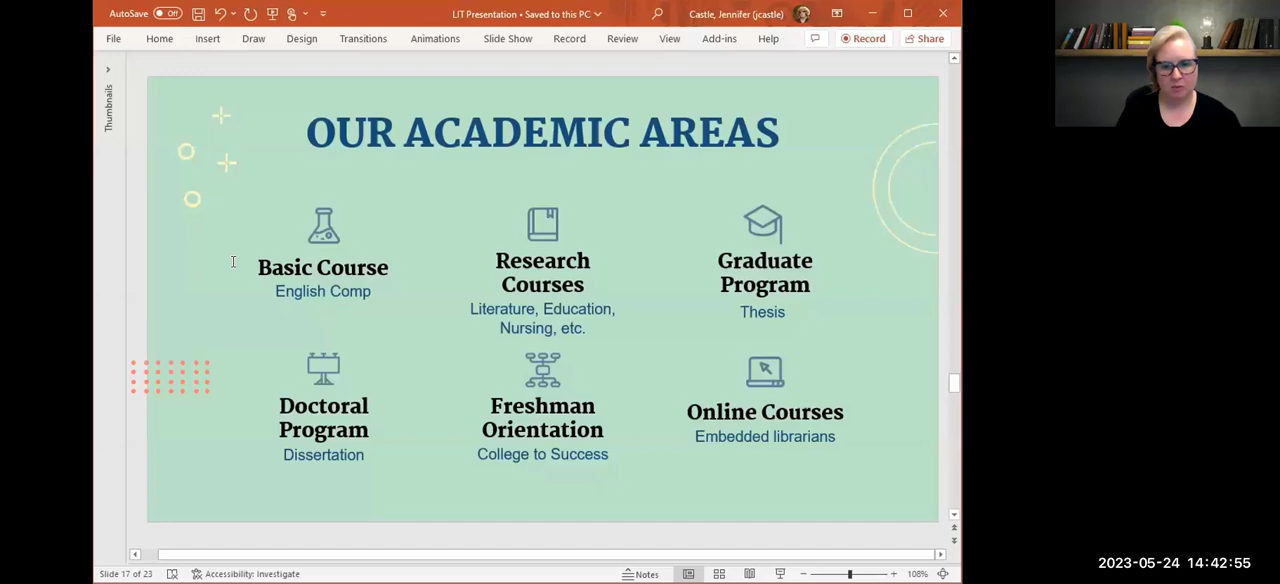 AutoSave Off LIT Presentation • Saved to this PC Castle, Jennifer (jcastle)
File Home Insert Draw Design Transitions Animations Slide Show Record Review View Add-ins Help Record Share
Thumbnails
OUR ACADEMIC AREAS
Basic Course
English Comp
Research
Courses
Literature, Education,
Nursing, etc.
Graduate
Program
Thesis
Doctoral
Program
Dissertation
Freshman
Orientation
College to Success
Online Courses
Embedded librarians
Slide 17 of 23 Accessibility: Investigate Notes 108%
2023-05-24 14:42:55